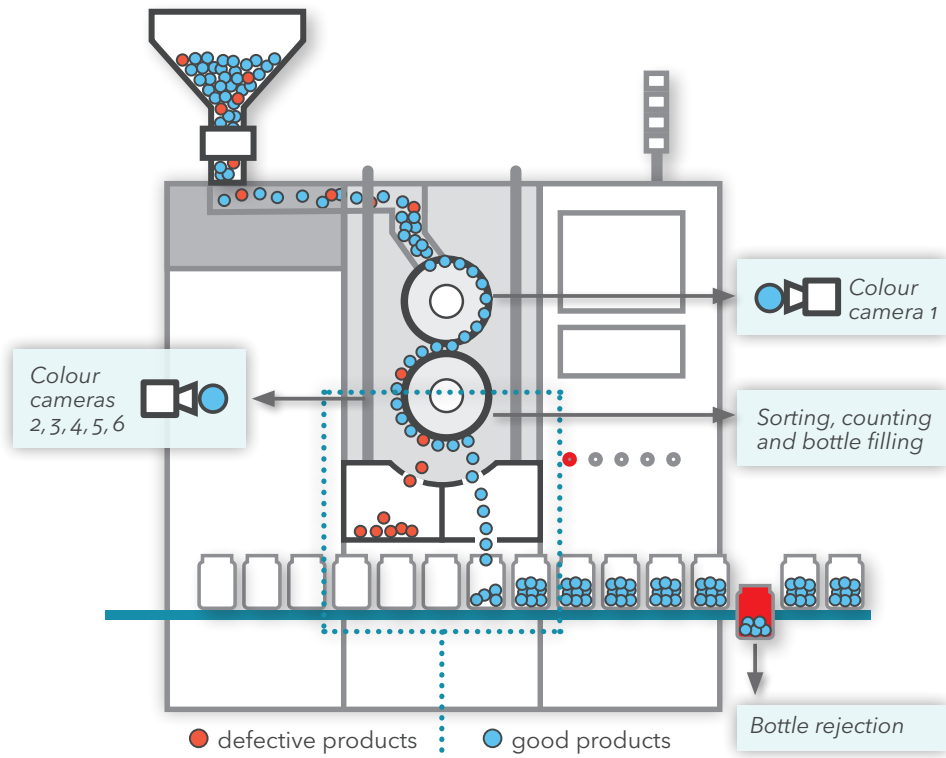 Colour
camera 1
Colour
cameras
2, 3, 4, 5, 6
Sorting, counting
and bottle filling
Bottle rejection
defective products
good products